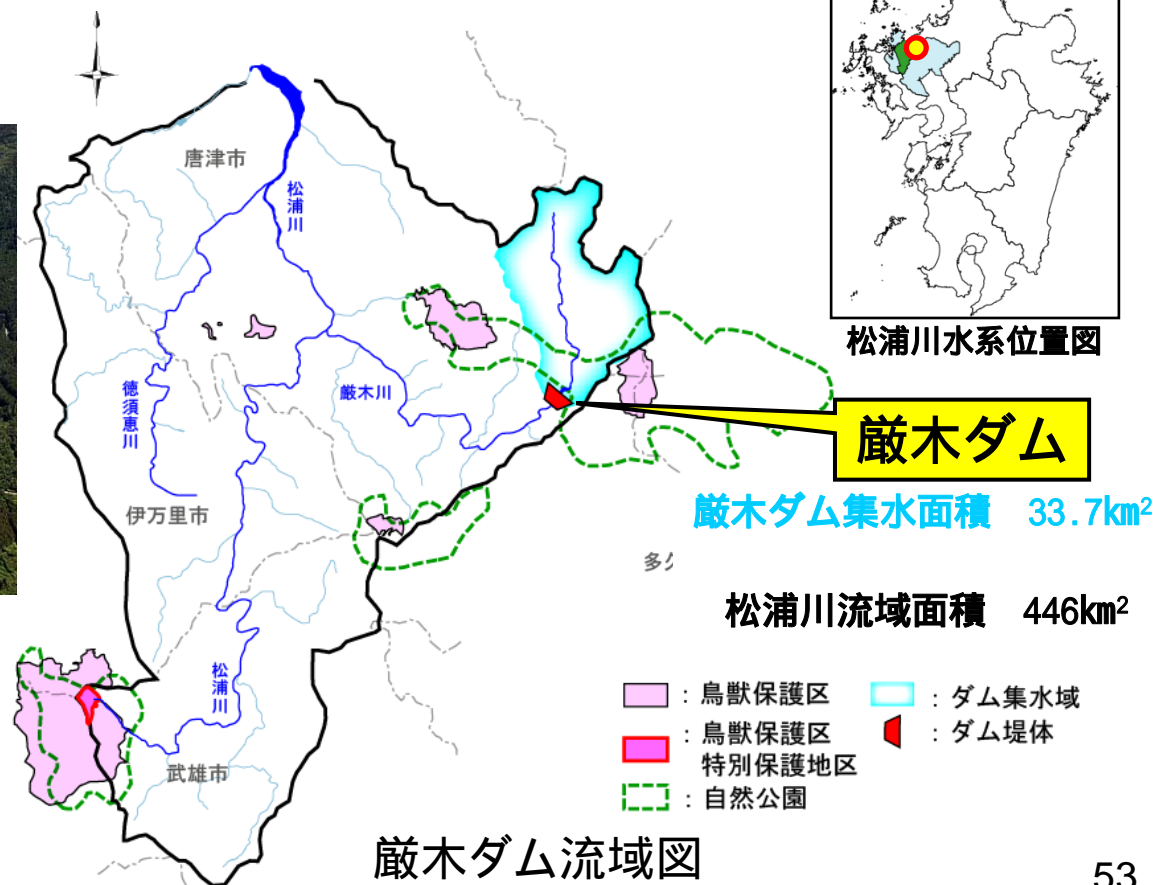 唐津市
松浦川
徳須恵川
厳木川
伊万里市
松浦川
武雄市
松浦川水系位置図
厳木ダム
厳木ダム集水面積　33.7km²
多久
松浦川流域面積　446km²
：鳥獣保護区
：鳥獣保護区
特別保護地区
：自然公園
：ダム集水域
：ダム堤体
厳木ダム流域図
53